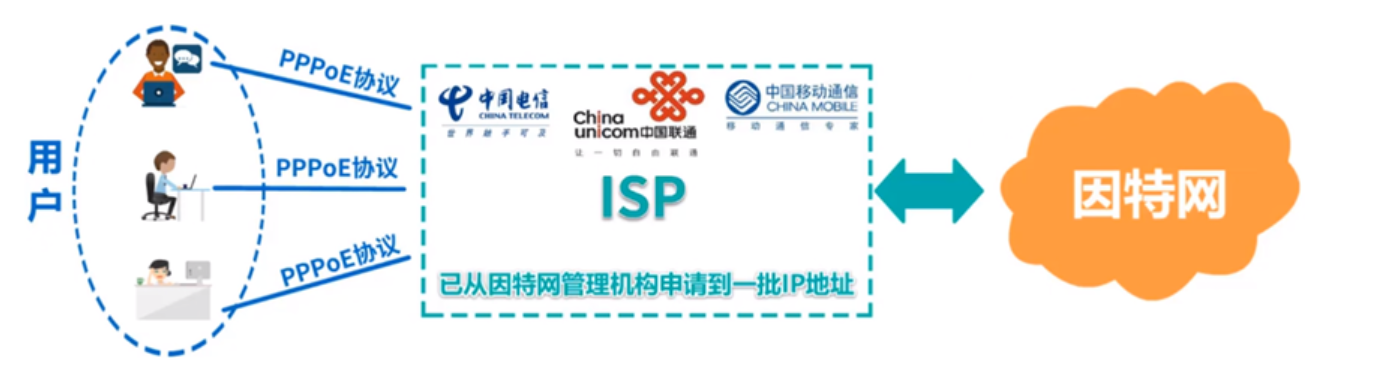 用户
PPPoE协议
PPPoE协议
PPPoE协议
中国电信
CHINA TELECOM
世界触手可及
China
unicom中国联通
让一切自由联通
中国移动通信
CHINA MOBILE
移动通信专家
ISP
已从因特网管理机构申请到一批IP地址
因特网